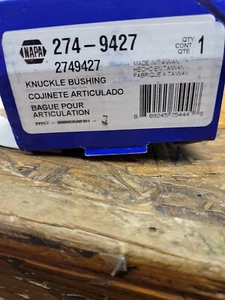 NAPA
274-9427
QTY
CONT
QTE
1
2749427
MADE IN TAIWAN
HECHO EN TAIWAN
FABRIQUÉ À TAIWAN
KNUCKLE BUSHING
COJINETE ARTICULADO
BAGUE POUR
ARTICULATION